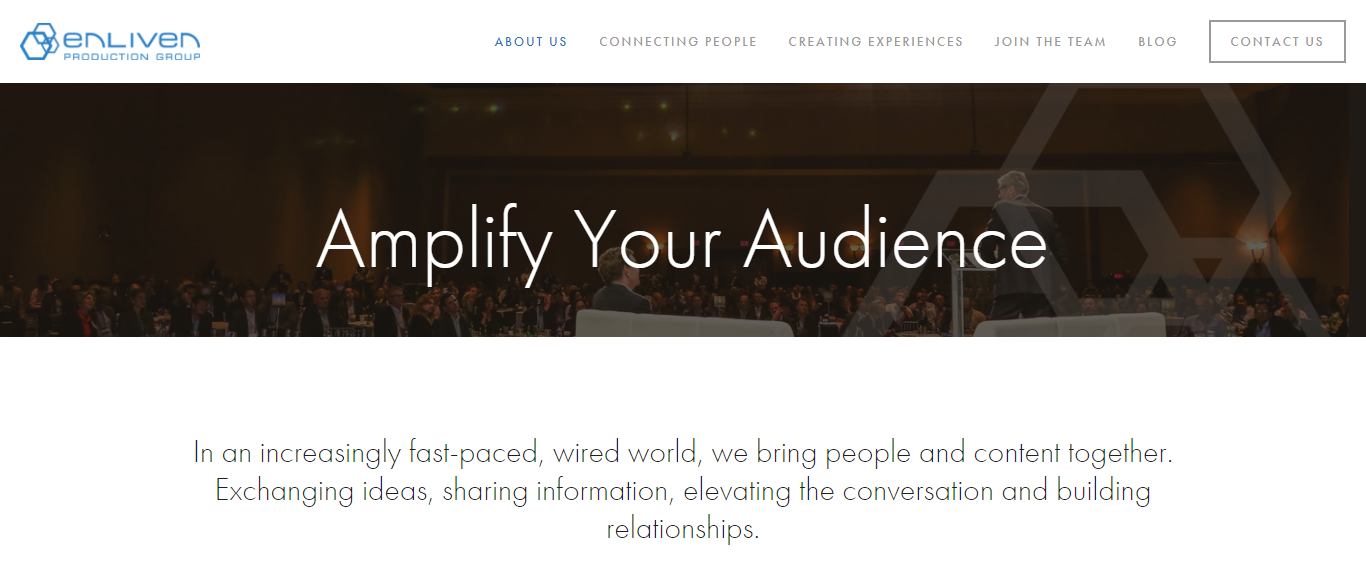 enliven
PRODUCTION GROUP
ABOUT US CONNECTING PEOPLE CREATING EXPERIENCES JOIN THE TEAM BLOG CONTACT US
Amplify Your Audience
In an increasingly fast-paced, wired world, we bring people and content together.
Exchanging ideas, sharing information, elevating the conversation and building
relationships.